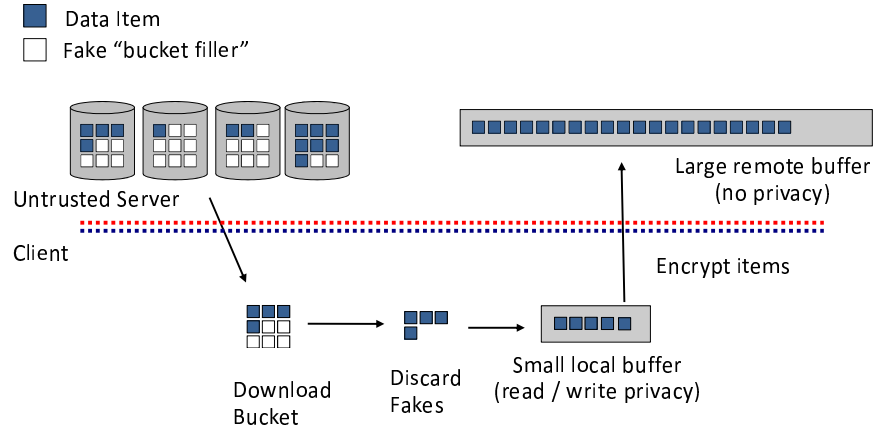 Data Item
Fake “bucket filler”
Untrusted Server
Large remote buffer
(no privacy)
Client
Encrypt items
Download
Bucket
Discard
Fakes
Small local buffer
(read / write privacy)